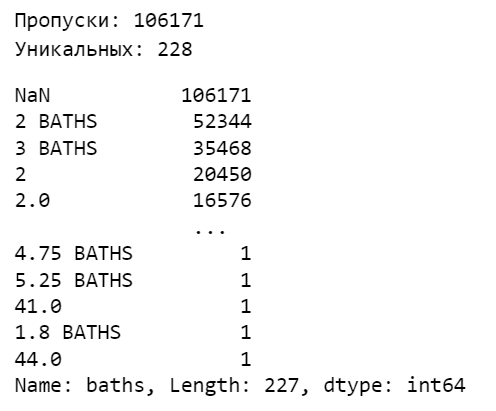 Пропуски: 106171
Уникальных: 228
NaN 106171
2 BATHS 52344
3 BATHS 35468
2 20450
2.0 16576
...
4.75 BATHS 1
5.25 BATHS 1
41.0 1
1.8 BATHS 1
44.0 1
Name: baths, Length: 227, dtype: int64